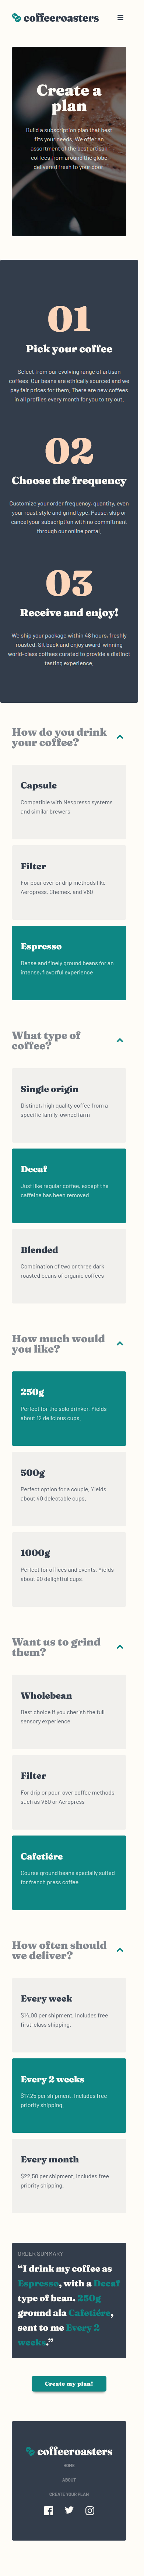 coffeeroasters
Create a
plan
Build a subscription plan that best
fits your needs. We offer an
assortment of the best artisan
coffees from around the globe
delivered fresh to your door.
01
Pick your coffee
Select from our evolving range of artisan
coffees. Our beans are ethically sourced and we
pay fair prices for them. There are new coffees
in all profiles every month for you to try out.
02
Choose the frequency
Customize your order frequency, quantity, even
your roast style and grind type. Pause, skip or
cancel your subscription with no commitment
through our online portal.
03
Receive and enjoy!
We ship your package within 48 hours, freshly
roasted. Sit back and enjoy award-winning
world-class coffees curated to provide a distinct
tasting experience.
How do you drink
your coffee?
Capsule
Compatible with Nespresso systems
and similar brewers
Filter
For pour over or drip methods like
Aeropress, Chemex, and V60
Espresso
Dense and finely ground beans for an
intense, flavorful experience
What type of
coffee?
Single origin
Distinct, high quality coffee from a
specific family-owned farm
Decaf
Just like regular coffee, except the
caffeine has been removed
Blended
Combination of two or three dark
roasted beans of organic coffees
How much would
you like?
250g
Perfect for the solo drinker. Yields
about 12 delicious cups.
500g
Perfect option for a couple. Yields
about 40 delectable cups.
1000g
Perfect for offices and events. Yields
about 90 delightful cups.
Want us to grind
them?
Wholebean
Best choice if you cherish the full
sensory experience
Filter
For drip or pour-over coffee methods
such as V60 or Aeropress
Cafetiére
Course ground beans specially suited
for french press coffee
How often should
we deliver?
Every week
$14.00 per shipment. Includes free
first-class shipping.
Every 2 weeks
$17.25 per shipment. Includes free
priority shipping.
Every month
$22.50 per shipment. Includes free
priority shipping.
ORDER SUMMARY
“I drink my coffee as
Espresso, with a Decaf
type of bean. 250g
ground ala Cafetiére,
sent to me Every 2
weeks.”
Create my plan!
coffeeroasters
HOME
ABOUT
CREATE YOUR PLAN